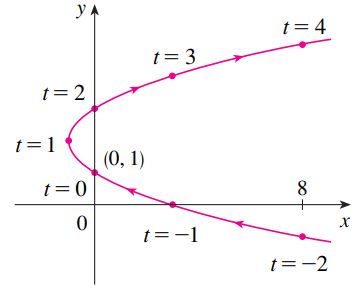 y
t = 4
t = 3
t = 2
t = 1
(0, 1)
t = 0
8
0
x
t = −1
t = −2